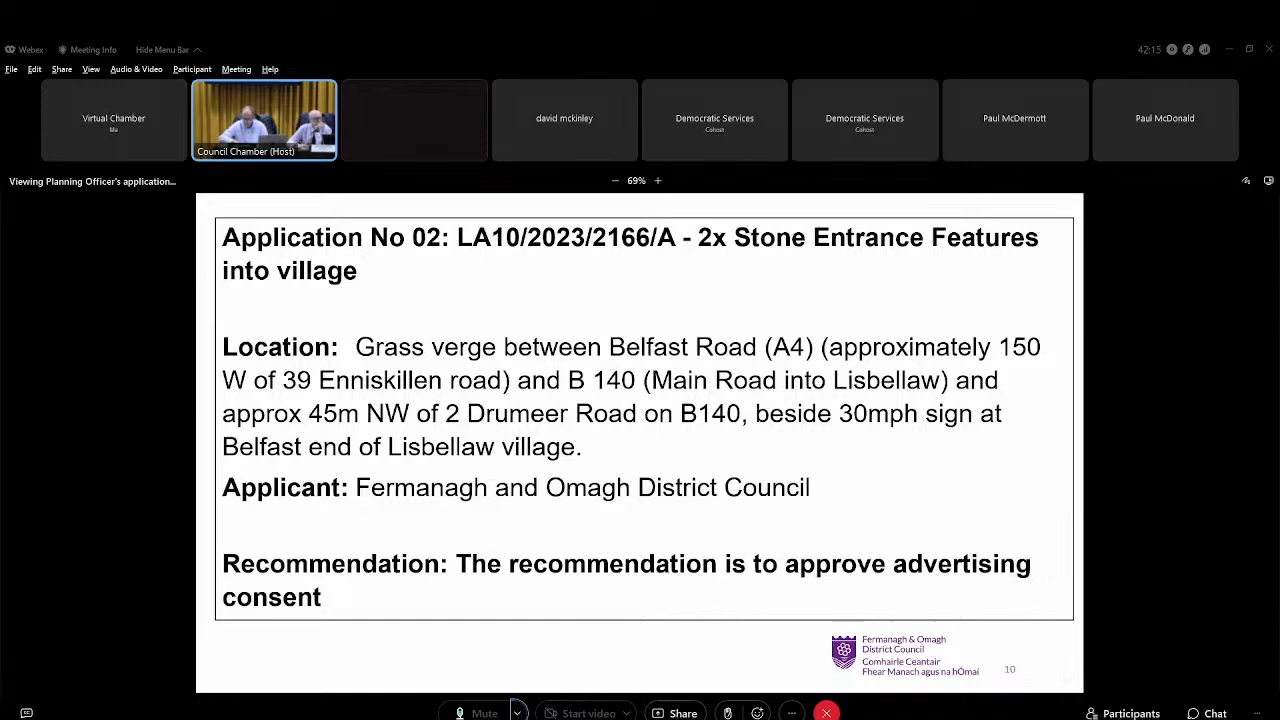 Webex
Meeting Info
Hide Menu Bar
42:15
File Edit Share View Audio & Video Participant Meeting Help
Virtual Chamber
Me
Council Chamber (Host)
david mckinley
Democratic Services
Cohost
Democratic Services
Cohost
Paul McDermott
Paul McDonald
Viewing Planning Officer's application...
69%
Application No 02: LA10/2023/2166/A - 2x Stone Entrance Features
into village
Location: Grass verge between Belfast Road (A4) (approximately 150
W of 39 Enniskillen road) and B 140 (Main Road into Lisbellaw) and
approx 45m NW of 2 Drumeer Road on B140, beside 30mph sign at
Belfast end of Lisbellaw village.
Applicant: Fermanagh and Omagh District Council
Recommendation: The recommendation is to approve advertising
consent
Fermanagh & Omagh
District Council
Comhairle Ceantair
Fhear Manach agus na hÓmaí
10
Mute
Start video
Share
Participants
Chat